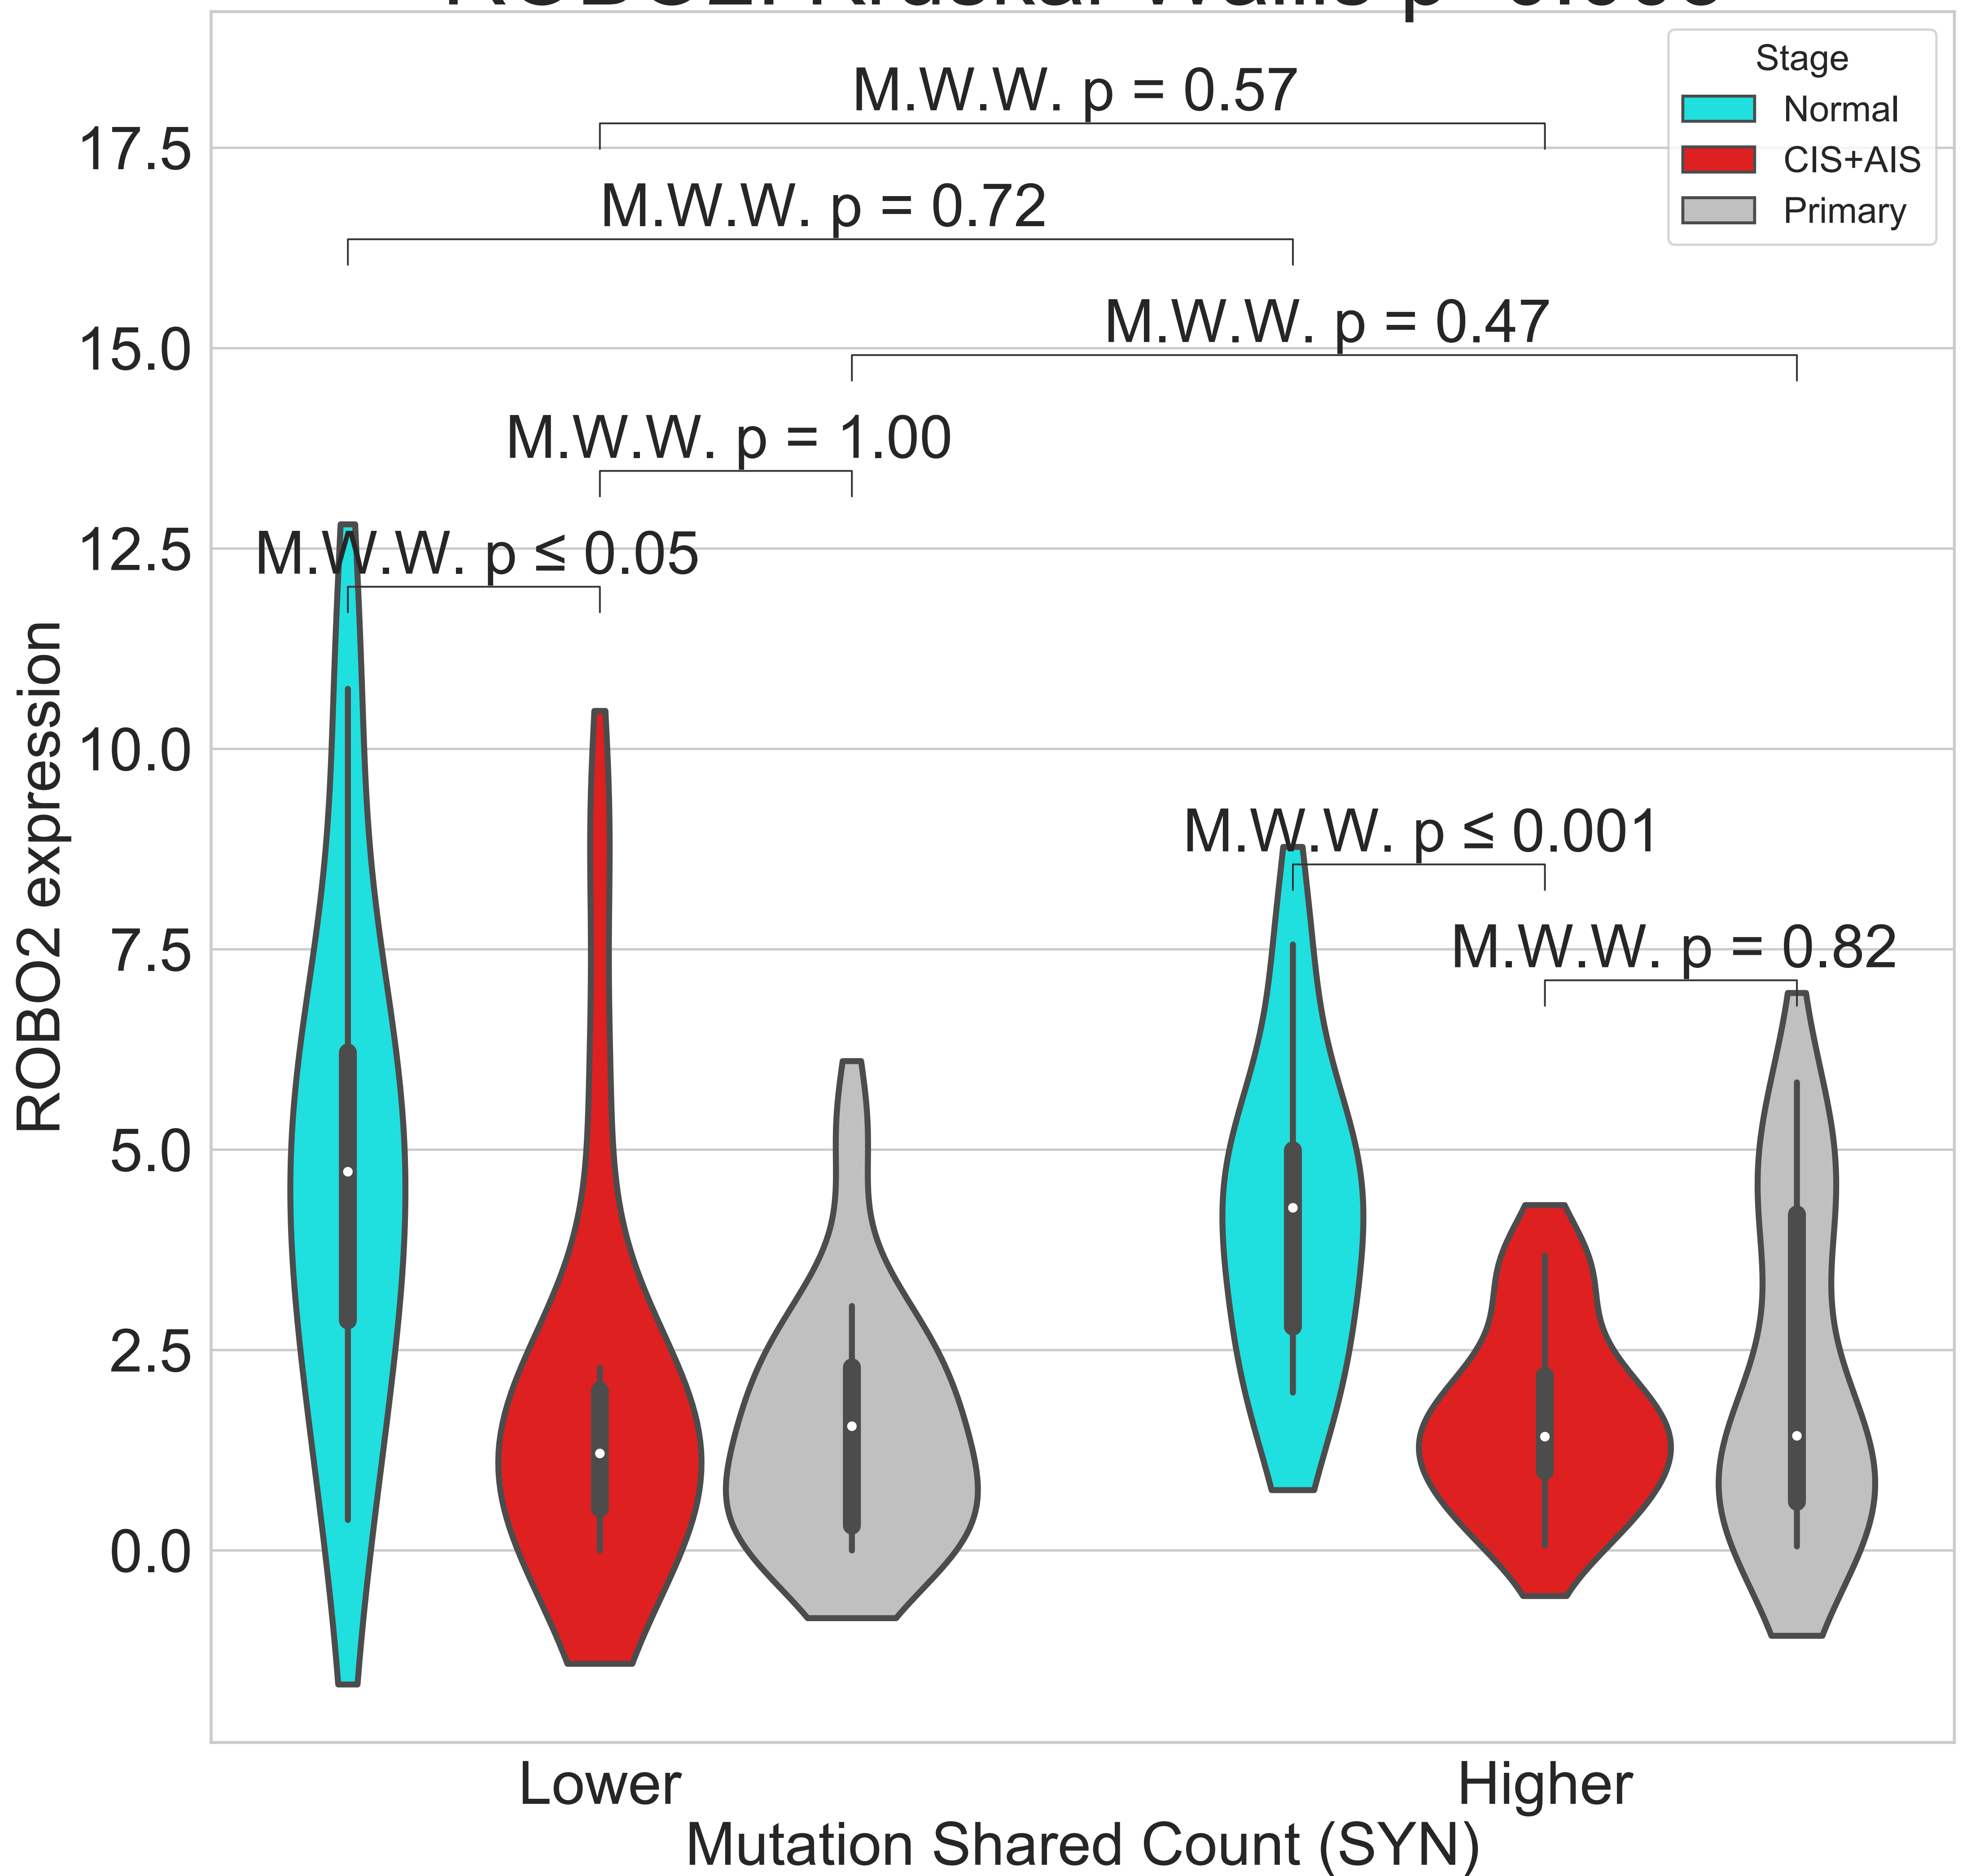 Stage
Normal
CIS+AIS
Primary
M.W.W. p = 0.57
M.W.W. p = 0.72
M.W.W. p = 0.47
M.W.W. p = 1.00
M.W.W. p ≤ 0.05
M.W.W. p ≤ 0.001
M.W.W. p = 0.82
17.5
15.0
12.5
10.0
7.5
5.0
2.5
0.0
ROBO2 expression
Lower
Higher
Mutation Shared Count (SYN)